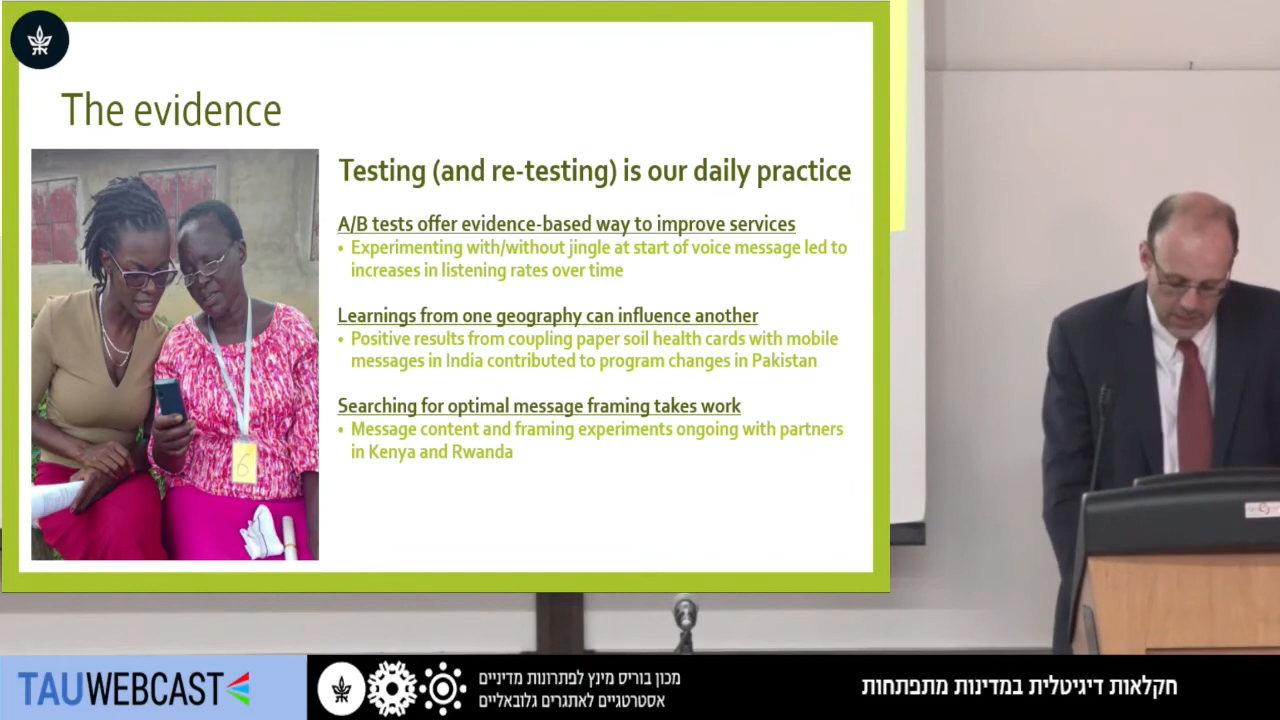 The evidence
Testing (and re-testing) is our daily practice
A/B tests offer evidence-based way to improve services
• Experimenting with/without jingle at start of voice message led to
increases in listening rates over time
Learnings from one geography can influence another
• Positive results from coupling paper soil health cards with mobile
messages in India contributed to program changes in Pakistan
Searching for optimal message framing takes work
• Message content and framing experiments ongoing with partners
in Kenya and Rwanda
6
TAUWEBCAST
מכון בוריס מינץ לפתרונות מדיניים
אסטרטגיים לאתגרים גלובאליים
חקלאות דיגיטלית במדינות מתפתחות